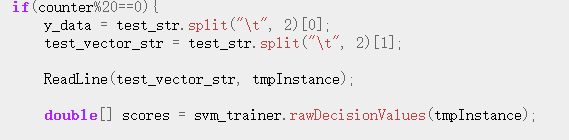 if(counter%20==0){
y_data = test_str.split("\t", 2)[0];
test_vector_str = test_str.split("\t", 2)[1];
ReadLine(test_vector_str, tmpInstance);
double[] scores = svm_trainer.rawDecisionValues(tmpInstance);